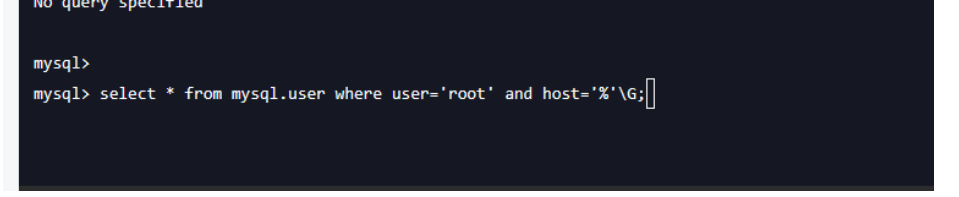 No query specified
mysql>
mysql> select * from mysql.user where user='root' and host='%'\G;